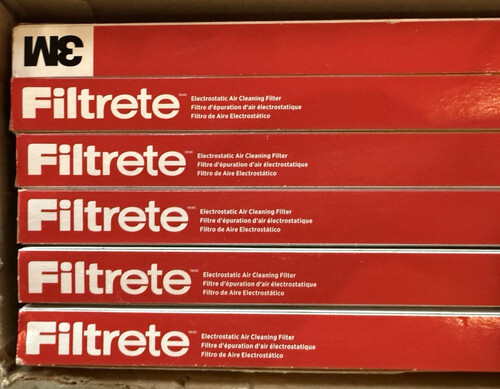 3M
Filtrete
Electrostatic Air Cleaning Filter
Filtre d'épuration d'air électrostatique
Filtro de Aire Electrostático
Filtrete
Electrostatic Air Cleaning Filter
Filtre d'épuration d'air électrostatique
Filtro de Aire Electrostático
Filtrete
Electrostatic Air Cleaning Filter
Filtre d'épuration d'air électrostatique
Filtro de Aire Electrostático
Filtrete
Electrostatic Air Cleaning Filter
Filtre d'épuration d'air électrostatique
Filtro de Aire Electrostático
Filtrete
Electrostatic Air Cleaning Filter
Filtre d'épuration d'air électrostatique
Filtro de Aire Electrostático